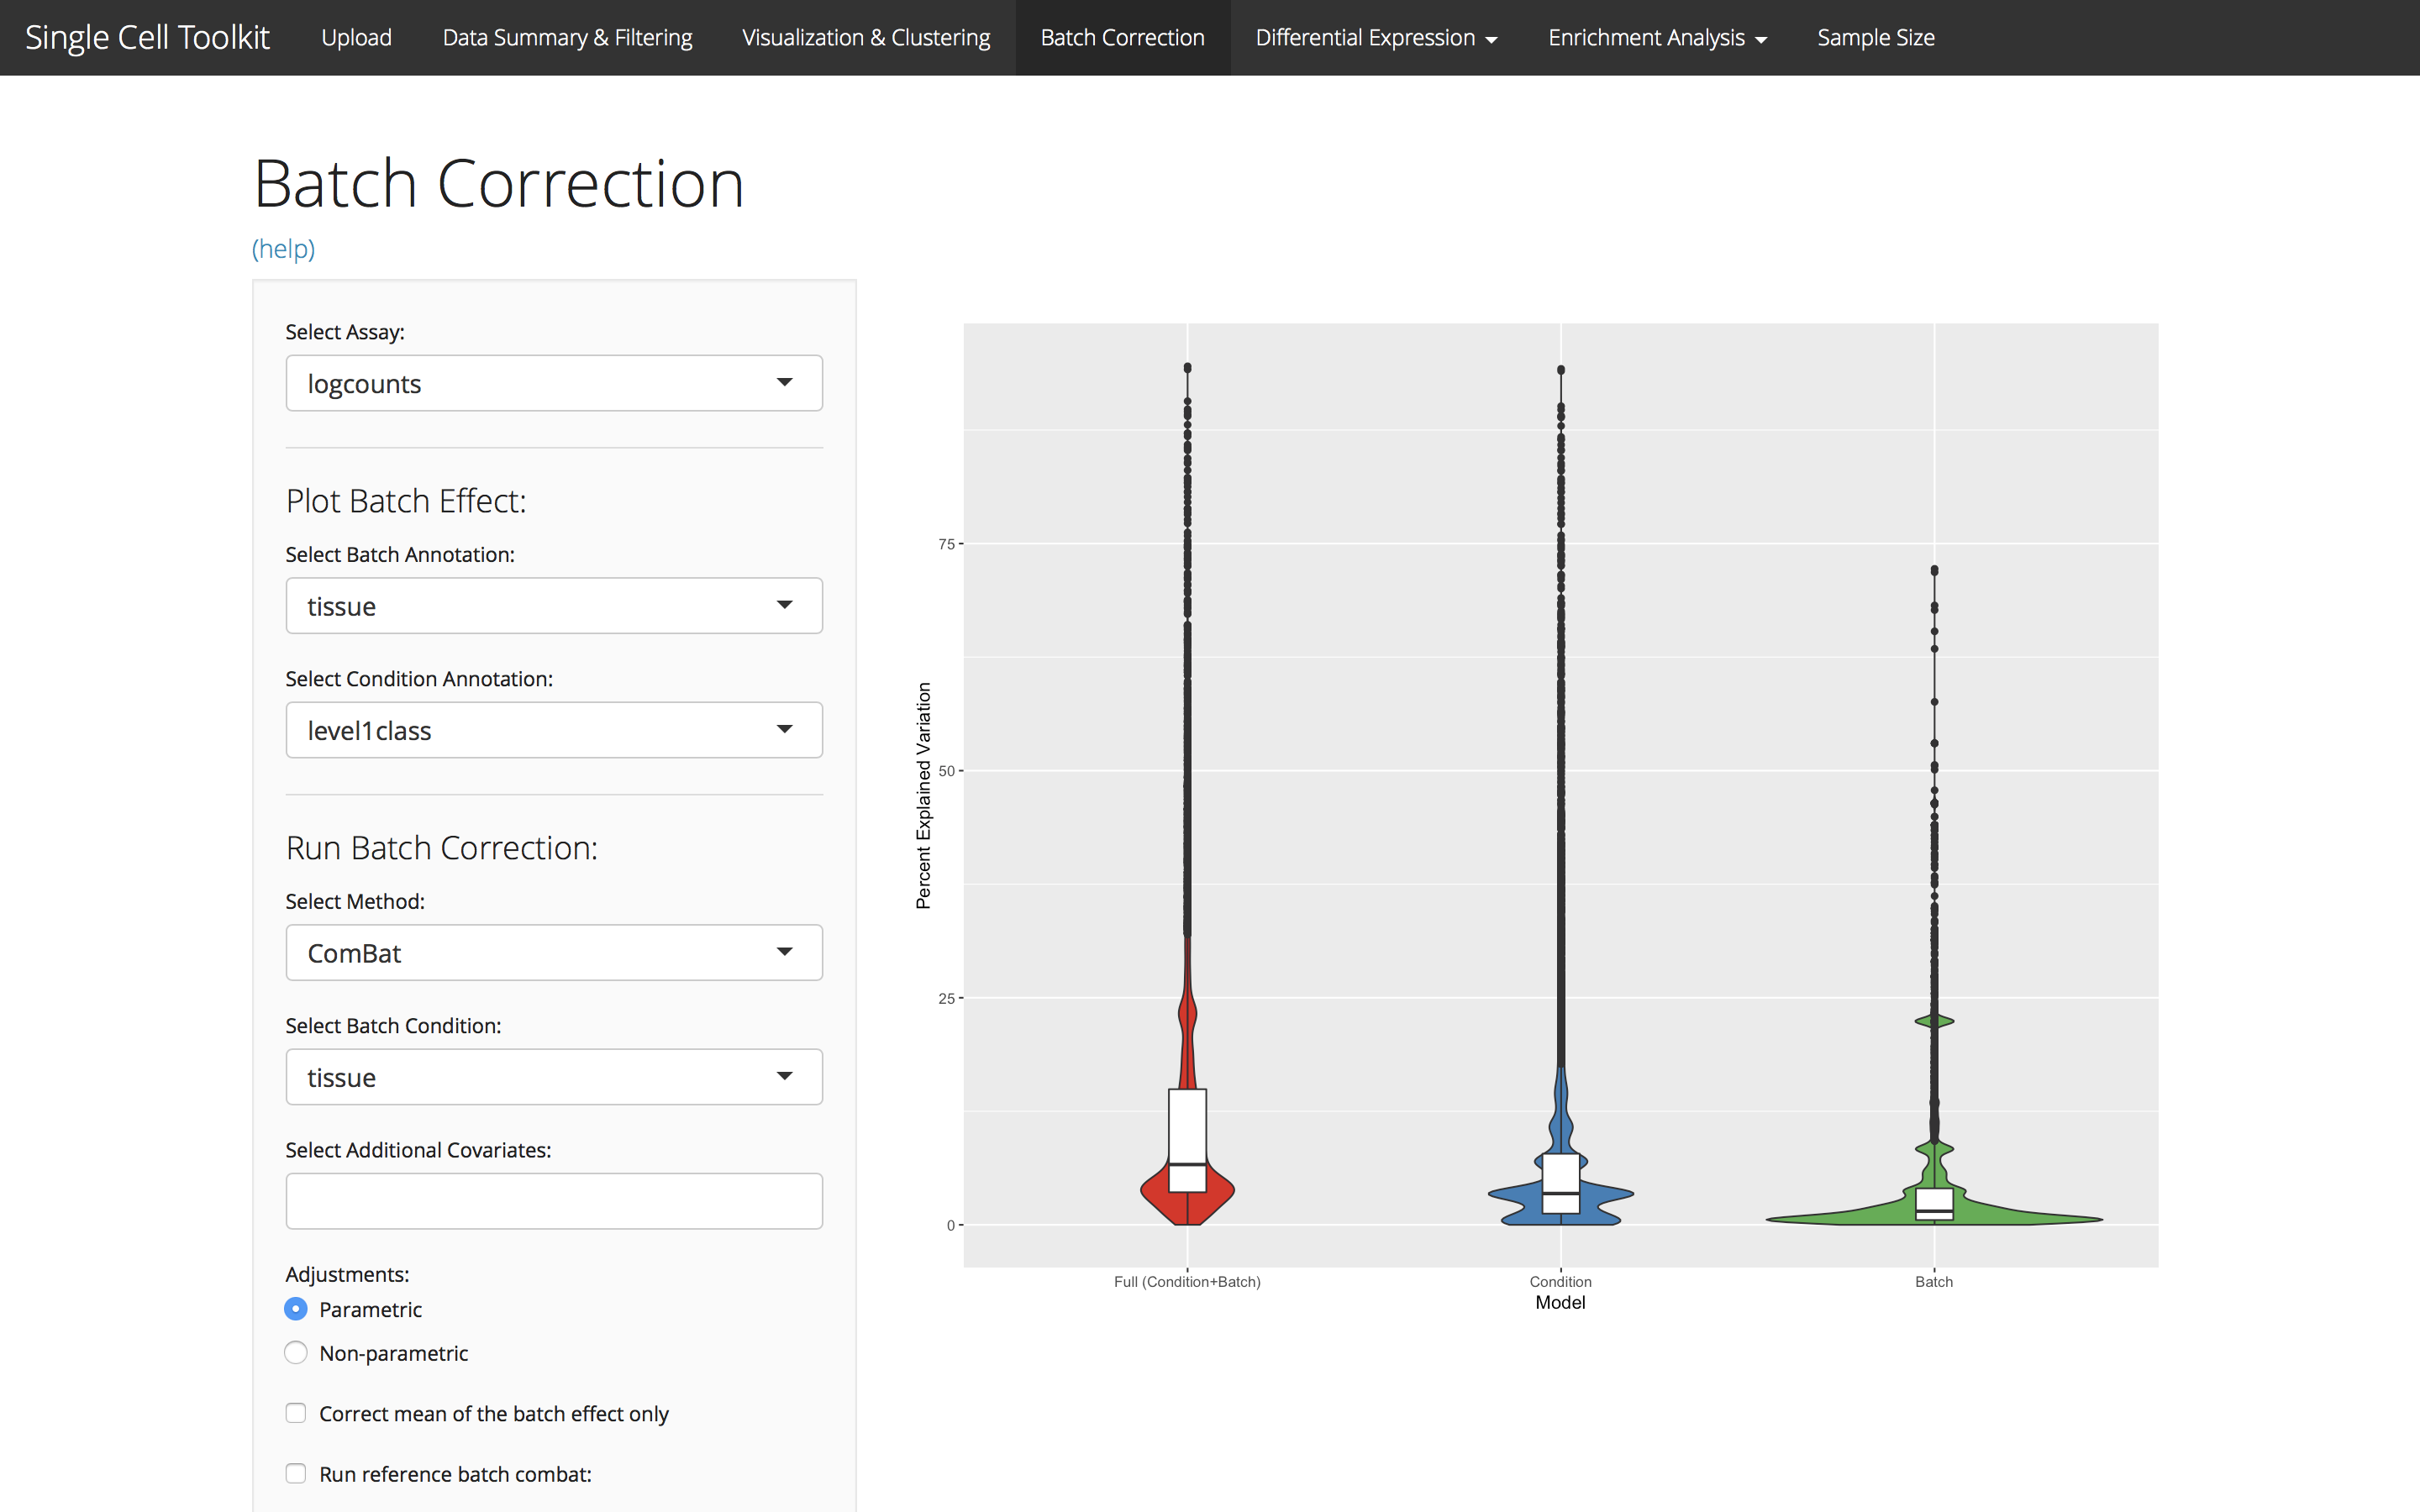 Single Cell Toolkit Upload Data Summary & Filtering Visualization & Clustering Batch Correction Differential Expression Enrichment Analysis Sample Size
Batch Correction
(help)
Select Assay:
logcounts
Plot Batch Effect:
Select Batch Annotation:
tissue
Select Condition Annotation:
level1class
Run Batch Correction:
Select Method:
ComBat
Select Batch Condition:
tissue
Select Additional Covariates:
Adjustments:
Parametric
Non-parametric
Correct mean of the batch effect only
Run reference batch combat:
Percent Explained Variation
75
50
25
0
Full (Condition+Batch) Condition Batch
Model